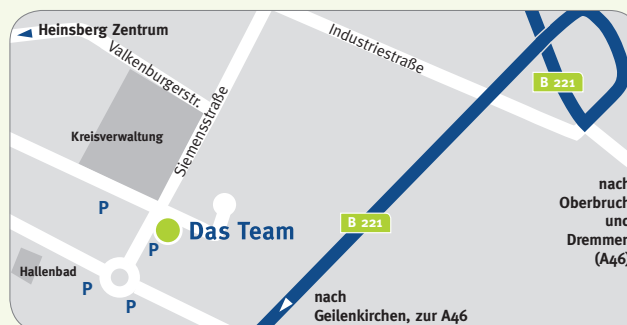 Heinsberg Zentrum
Valkenburgerstr.
Industriestraße
B 221
Siemensstraße
Kreisverwaltung
nach
Oberbruch
und
Dremmen
(A46)
P
Das Team
B 221
P
Hallenbad
P
P
nach
Geilenkirchen, zur A46